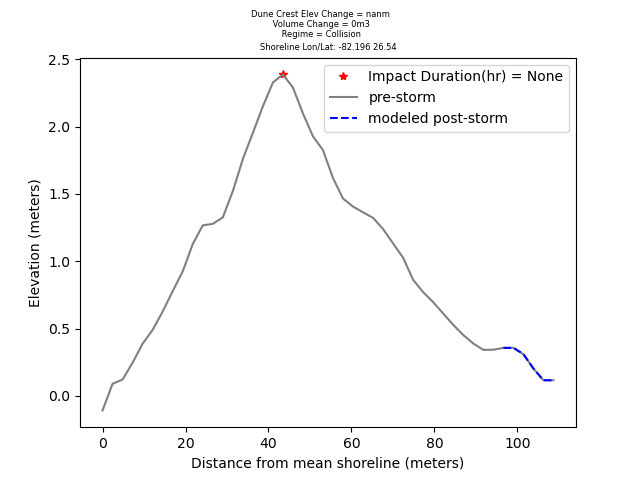 Dune Crest Elev Change = nanm
Volume Change = 0m3
Regime = Collision
Shoreline Lon/Lat: -82.196 26.54
Impact Duration(hr) = None
pre-storm
modeled post-storm
Elevation (meters)
2.5
2.0
1.5
1.0
0.5
0.0
0 20 40 60 80 100
Distance from mean shoreline (meters)